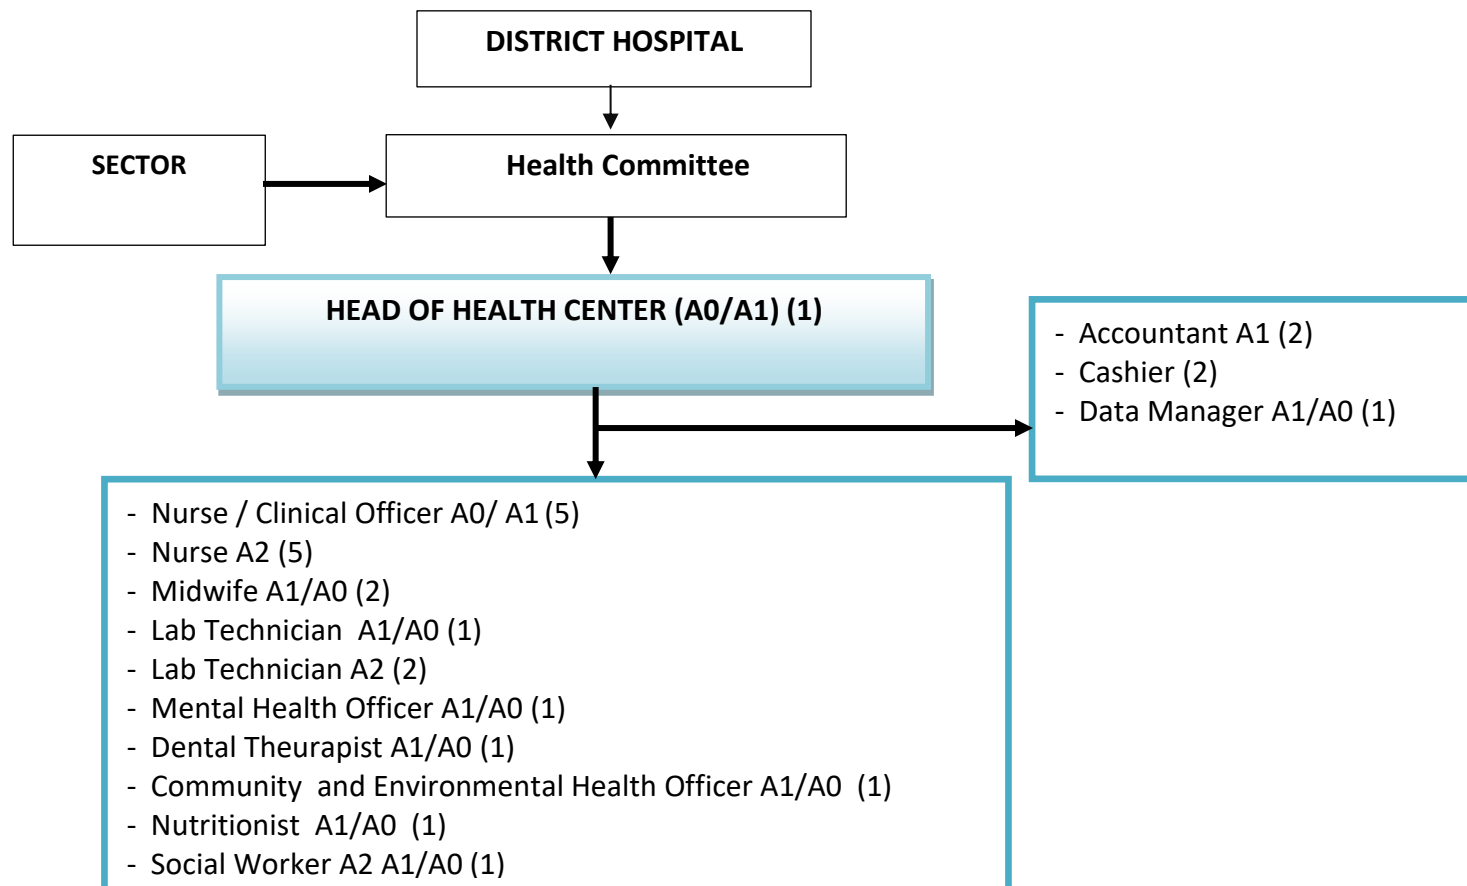 DISTRICT HOSPITAL
SECTOR
Health Committee
HEAD OF HEALTH CENTER (A0/A1) (1)
- Accountant A1 (2)
- Cashier (2)
- Data Manager A1/A0 (1)
- Nurse / Clinical Officer A0/ A1 (5)
- Nurse A2 (5)
- Midwife A1/A0 (2)
- Lab Technician A1/A0 (1)
- Lab Technician A2 (2)
- Mental Health Officer A1/A0 (1)
- Dental Theurapist A1/A0 (1)
- Community and Environmental Health Officer A1/A0 (1)
- Nutritionist A1/A0 (1)
- Social Worker A2 A1/A0 (1)